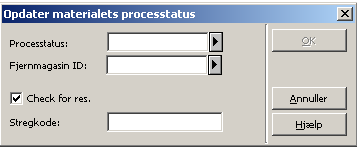 Opdater materialets processtatus
Processtatus:
OK
Fjernmagasin ID:
Check for res.
Annuller
Stregkode:
Hjælp